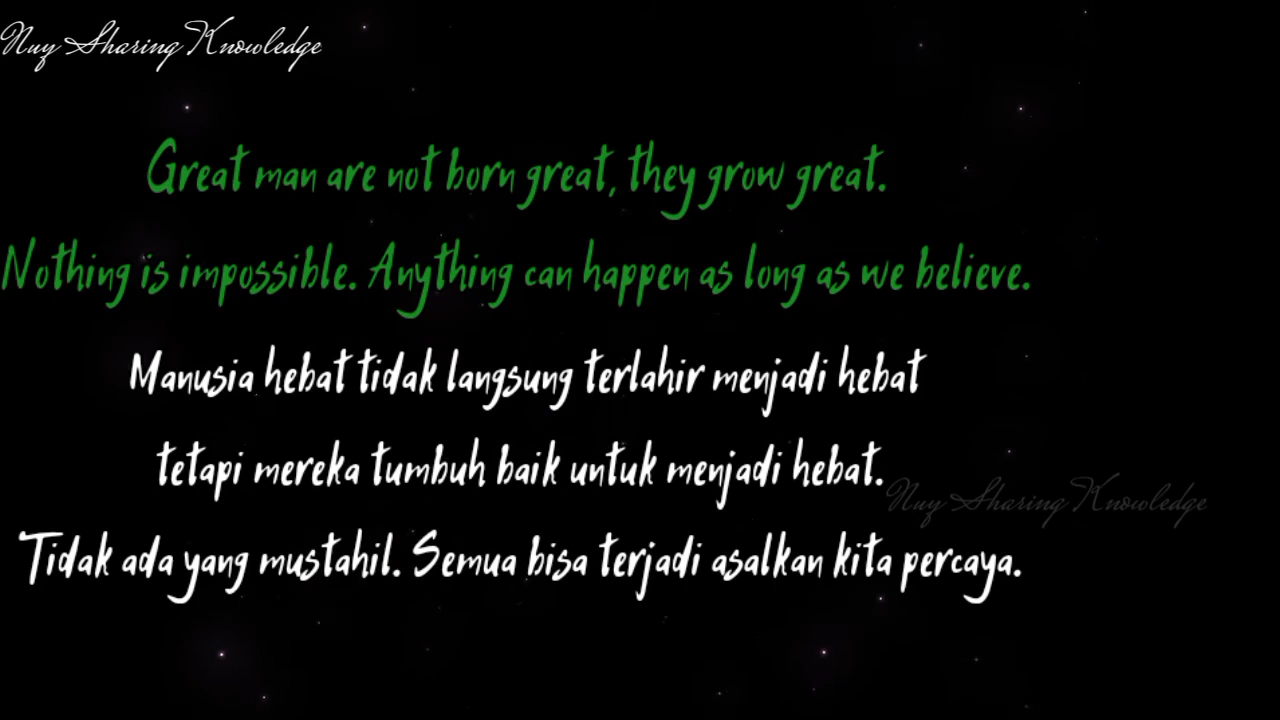 Nuy Sharing Knowledge
Great man are not born great, they grow great.
Nothing is impossible. Anything can happen as long as we believe.
Manusia hebat tidak langsung terlahir menjadi hebat
tetapi mereka tumbuh baik untuk menjadi hebat.
Nuy Sharing Knowledge
Tidak ada yang mustahil. Semua bisa terjadi asalkan kita percaya.